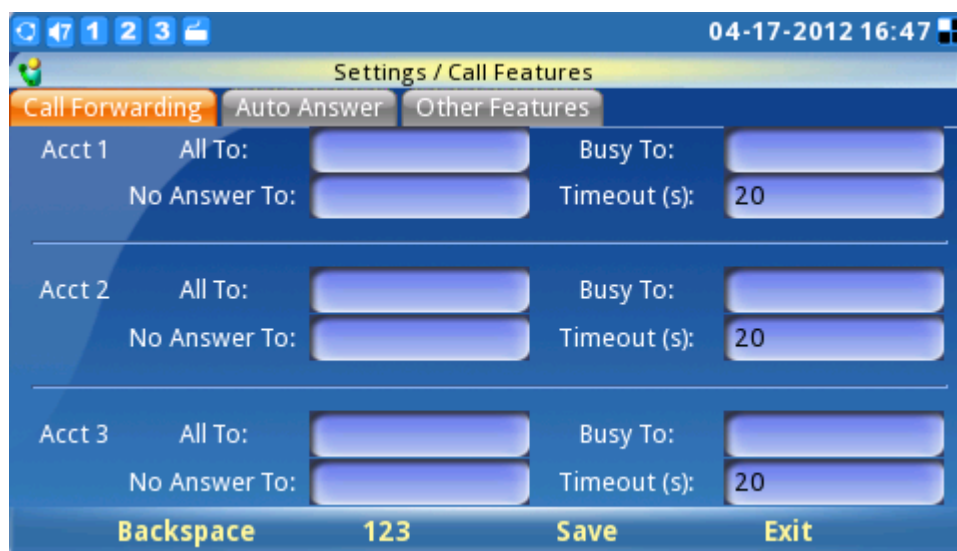 47 1 2 3 04-17-2012 16:47
Settings / Call Features
Call Forwarding Auto Answer Other Features
Acct 1 All To: Busy To:
No Answer To: Timeout (s): 20
Acct 2 All To: Busy To:
No Answer To: Timeout (s): 20
Acct 3 All To: Busy To:
No Answer To: Timeout (s): 20
Backspace 123 Save Exit